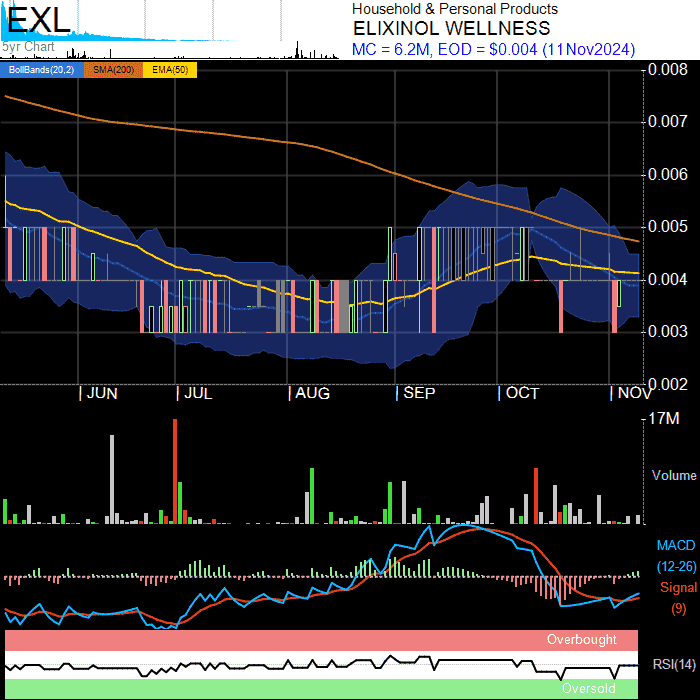 EXL
5yr Chart
Household & Personal Products
ELIXINOL WELLNESS
MC = 6.2M, EOD = $0.004 (11Nov2024)
BollBands(20,2) SMA(200) EMA(50)
0.008
0.007
0.006
0.005
0.004
0.003
0.002
JUN JUL AUG SEP OCT NOV
17M
Volume
MACD
(12-26)
Signal
(9)
Overbought
RSI(14)
Oversold